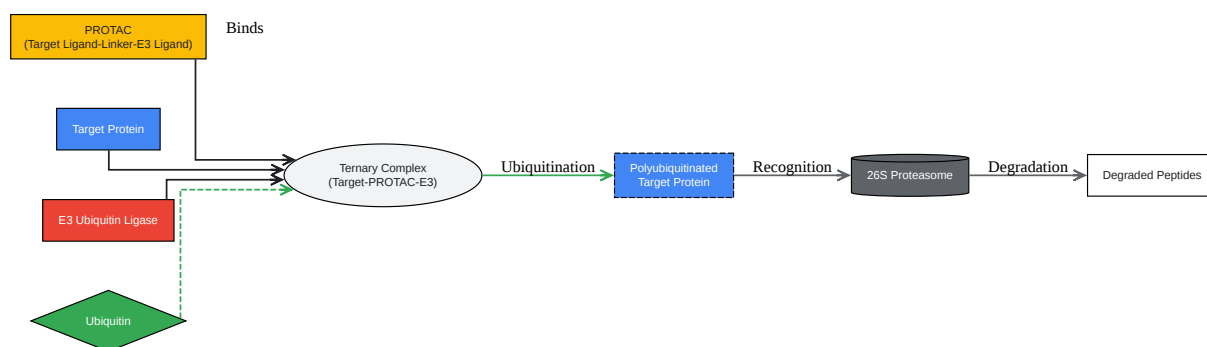 PROTAC
(Target Ligand-Linker-E3 Ligand)
Binds
Target Protein
E3 Ubiquitin Ligase
Ubiquitin
Ternary Complex
(Target-PROTAC-E3)
Ubiquitination
Polyubiquitinated
Target Protein
Recognition
26S Proteasome
Degradation
Degraded Peptides